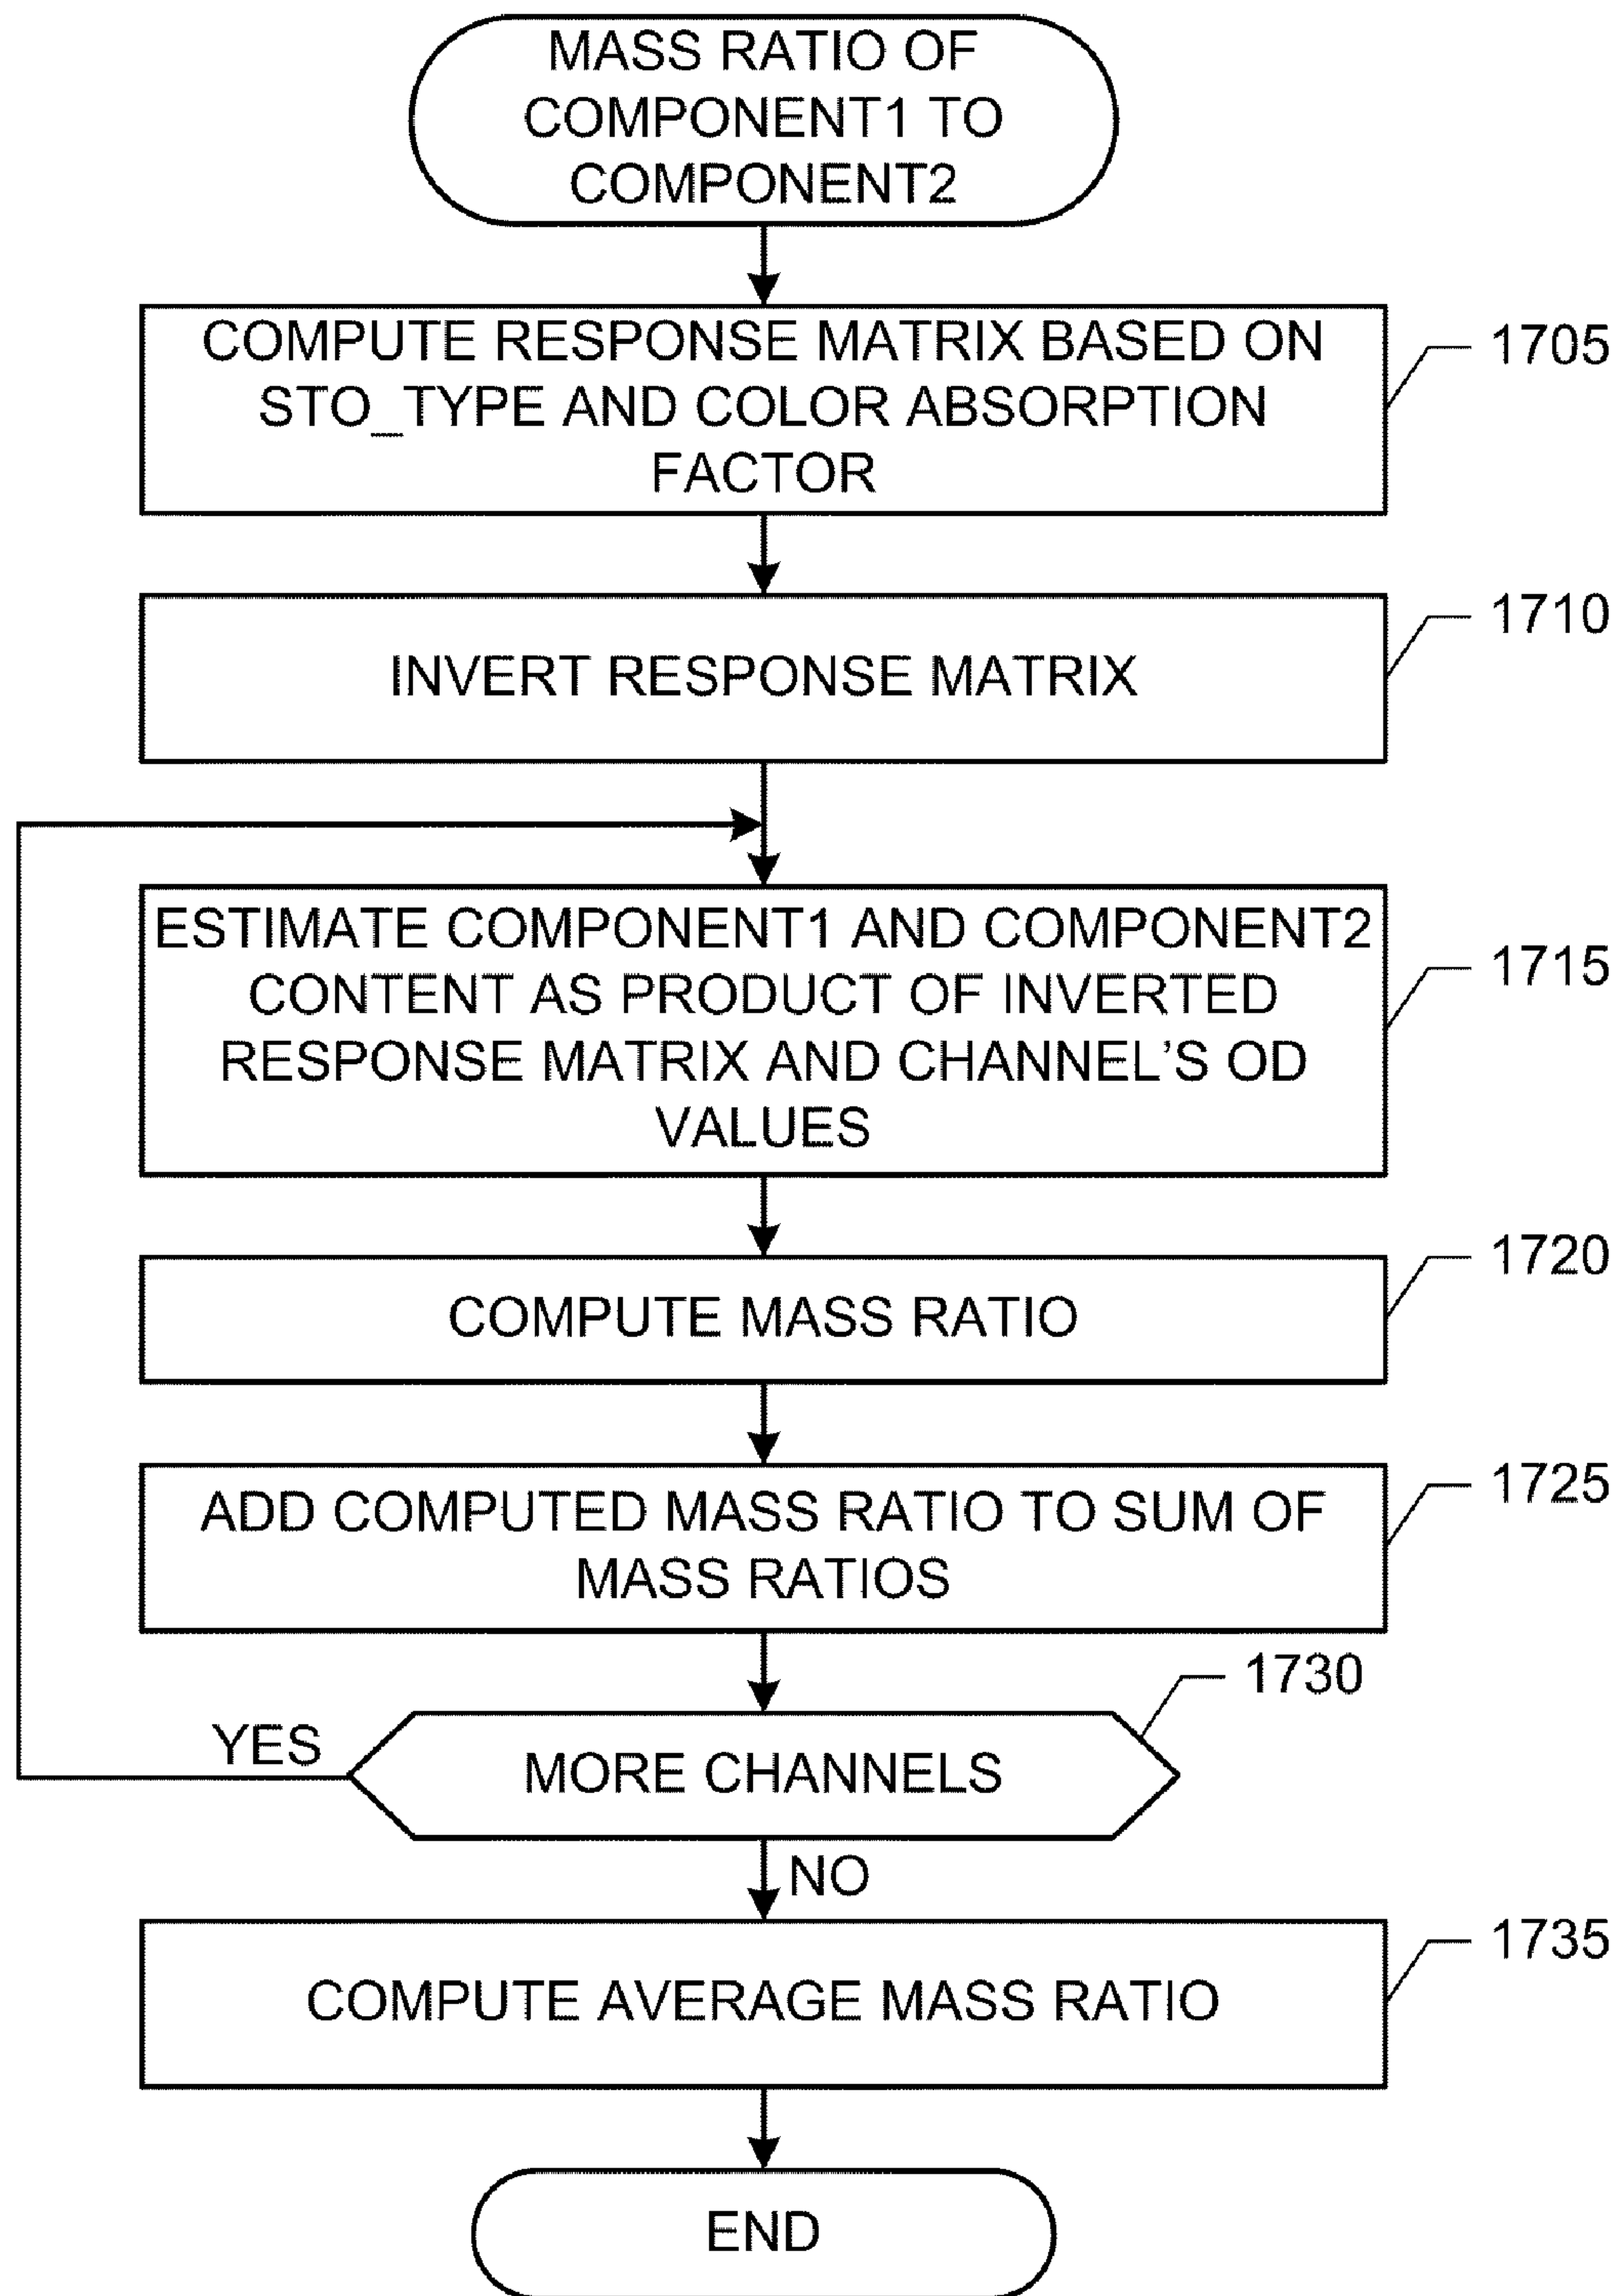 MASS RATIO OF
COMPONENT1 TO
COMPONENT2
COMPUTE RESPONSE MATRIX BASED ON
STO_TYPE AND COLOR ABSORPTION
FACTOR
1705
INVERT RESPONSE MATRIX
1710
ESTIMATE COMPONENT1 AND COMPONENT2
CONTENT AS PRODUCT OF INVERTED
RESPONSE MATRIX AND CHANNEL'S OD
VALUES
1715
COMPUTE MASS RATIO
1720
ADD COMPUTED MASS RATIO TO SUM OF
MASS RATIOS
1725
MORE CHANNELS
1730
YES
NO
COMPUTE AVERAGE MASS RATIO
1735
END